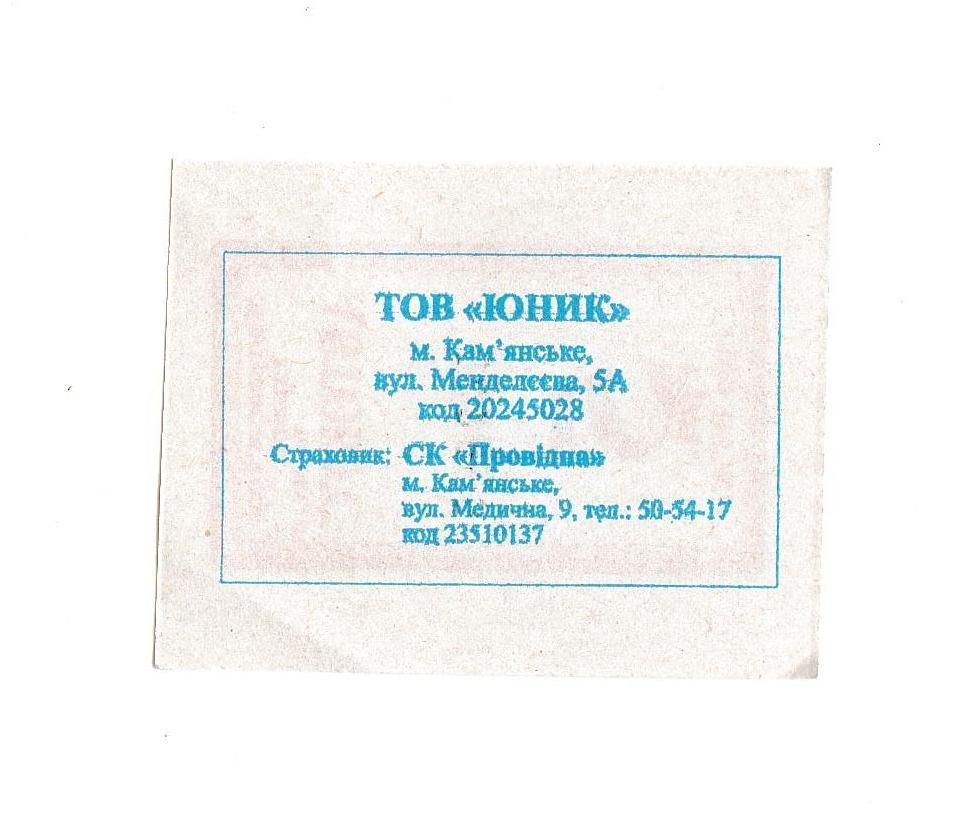 ТОВ «ЮНИК»
м. Кам’янське,
вул. Менделєєва, 5А
код 20245028
Страховик: СК «Провідна»
м. Кам’янське,
вул. Медична, 9, тел.: 50-54-17
код 23510137